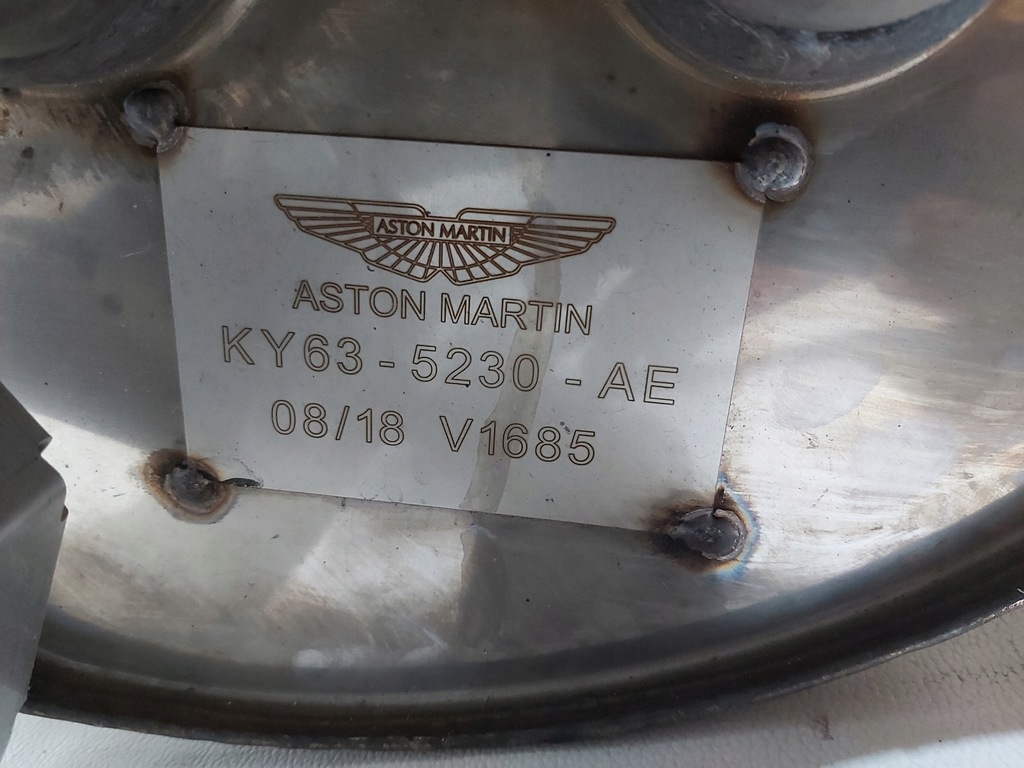 ASTON MARTIN
ASTON MARTIN
KY63 - 5230 - AE
08/18 V1685